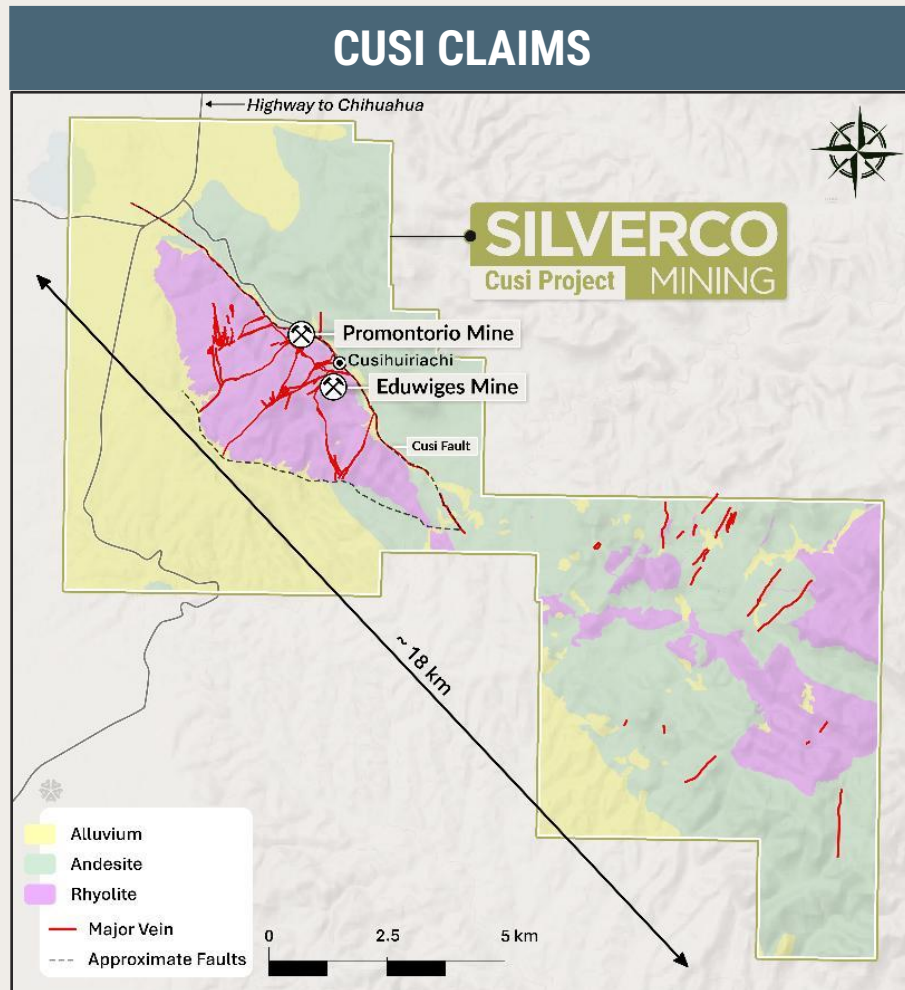 CUSI CLAIMS
Highway to Chihuahua
SILVERCO
Cusi Project MINING
Promontorio Mine
Cusihuiriachi
Eduwiges Mine
Cusi Fault
~ 18 km
Alluvium
Andesite
Rhyolite
Major Vein
Approximate Faults
0 2.5 5 km